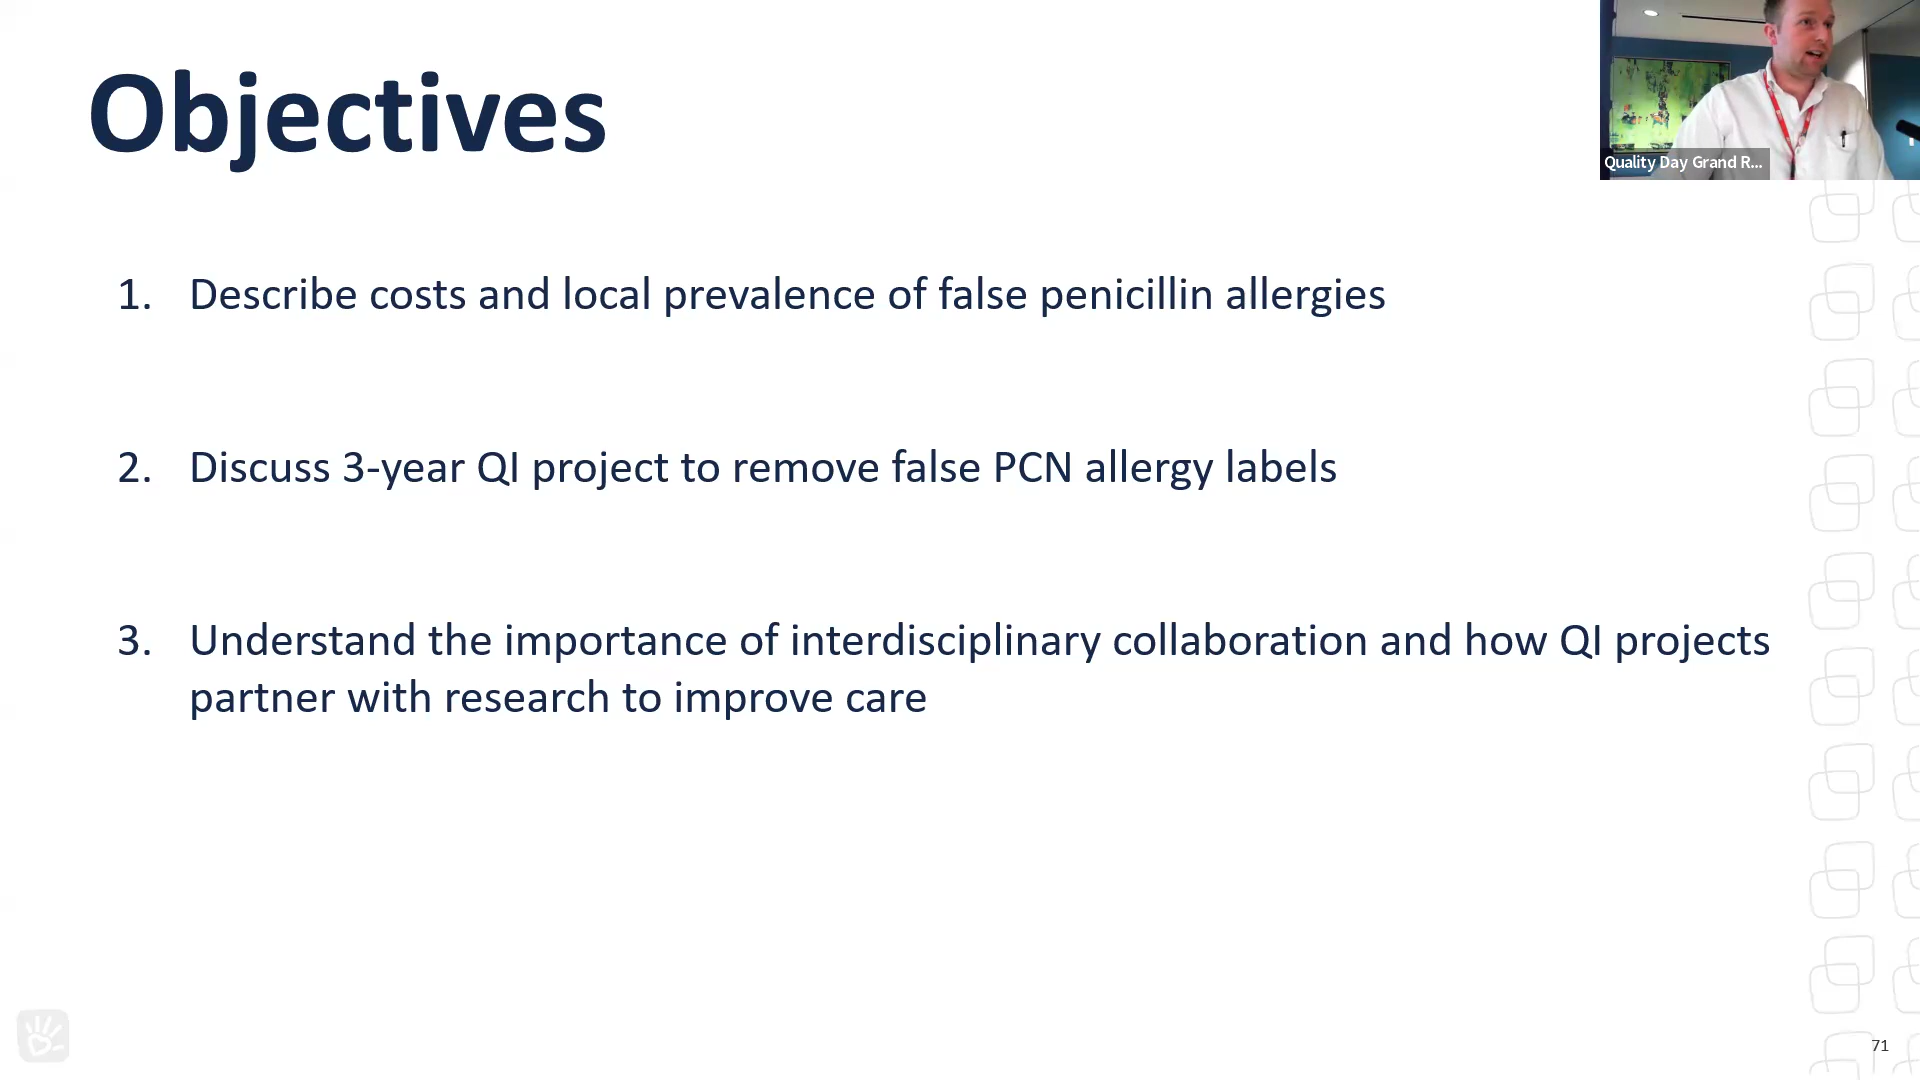 Objectives
Quality Day Grand R...
1. Describe costs and local prevalence of false penicillin allergies
2. Discuss 3-year QI project to remove false PCN allergy labels
3. Understand the importance of interdisciplinary collaboration and how QI projects
partner with research to improve care
71